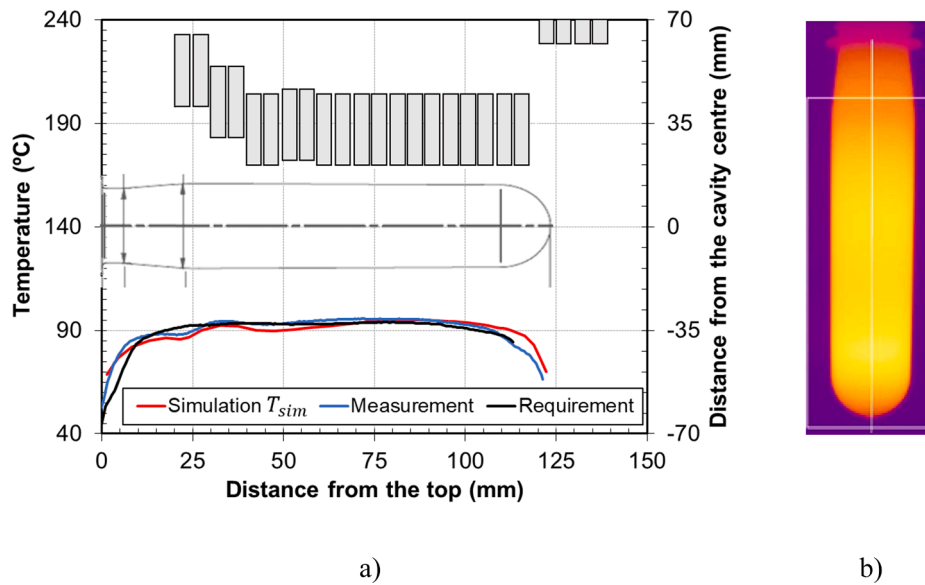 240
190
140
90
40
Temperature (ºC)
70
35
0
-35
-70
Distance from the cavity centre (mm)
Simulation T_sim
Measurement
Requirement
0 25 50 75 100 125 150
Distance from the top (mm)
a) b)